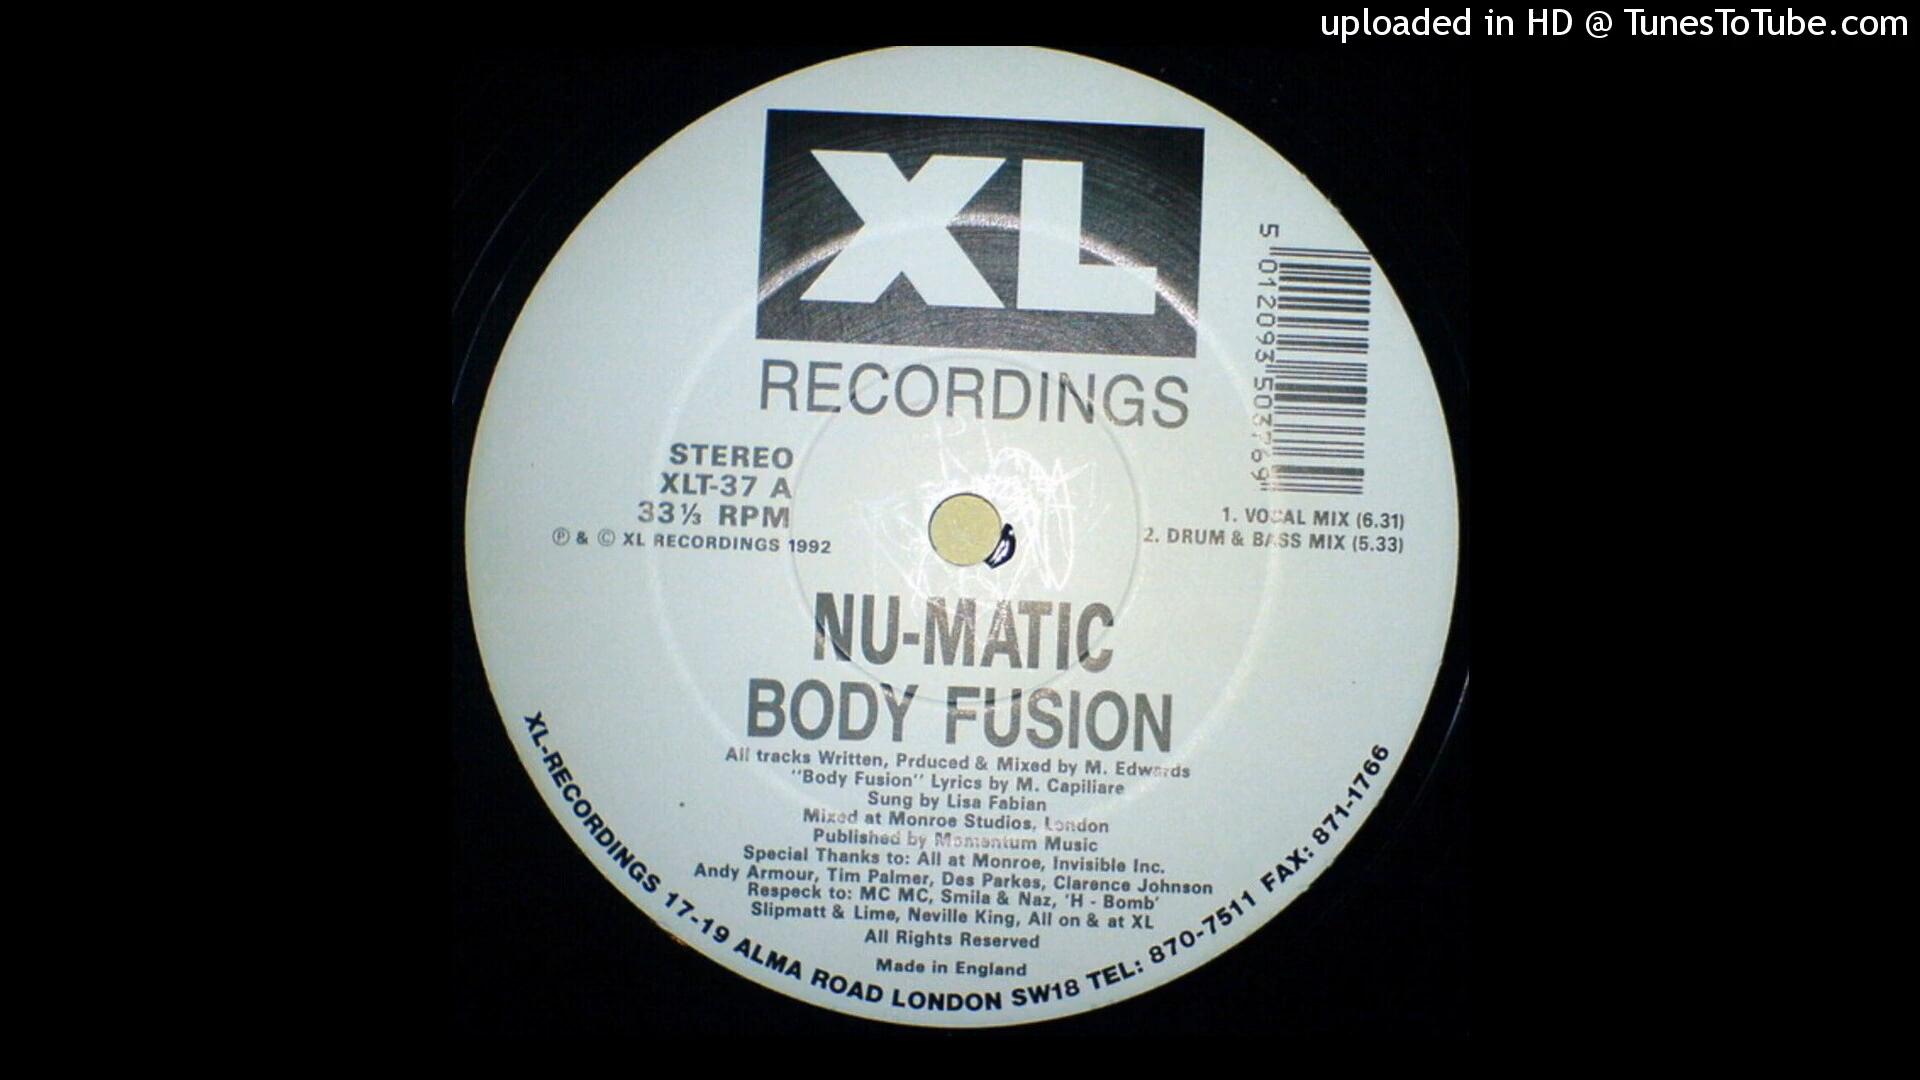 uploaded in HD @ TunesToTube.com
XL
RECORDINGS
5 012093 503769
STEREO
XLT-37 A
33⅓ RPM
Ⓟ & © XL RECORDINGS 1992
1. VOCAL MIX (6.31)
2. DRUM & BASS MIX (5.33)
NU-MATIC
BODY FUSION
All tracks Written, Prduced & Mixed by M. Edwards
"Body Fusion" Lyrics by M. Capiliare
Sung by Lisa Fabian
Mixed at Monroe Studios, London
Published by Momentum Music
Special Thanks to: All at Monroe, Invisible Inc.
Andy Armour, Tim Palmer, Des Parkes, Clarence Johnson
Respeck to: MC MC, Smila & Naz, 'H - Bomb'
Slipmatt & Lime, Neville King, All on & at XL
All Rights Reserved
Made in England
XL-RECORDINGS 17-19 ALMA ROAD LONDON SW18 TEL: 870-7511 FAX: 871-1766